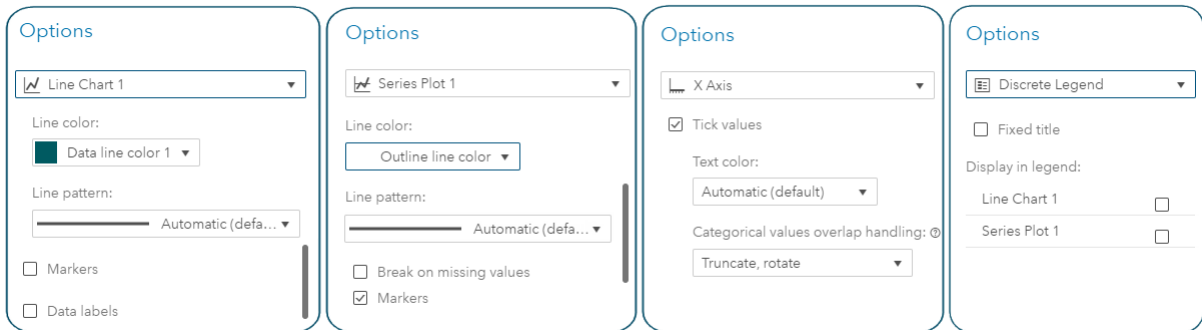 Options
Line Chart 1
Line color:
Data line color 1
Line pattern:
Automatic (defa...
Markers
Data labels
Options
Series Plot 1
Line color:
Outline line color
Line pattern:
Automatic (defa...
Break on missing values
Markers
Options
X Axis
Tick values
Text color:
Automatic (default)
Categorical values overlap handling:
Truncate, rotate
Options
Discrete Legend
Fixed title
Display in legend:
Line Chart 1
Series Plot 1